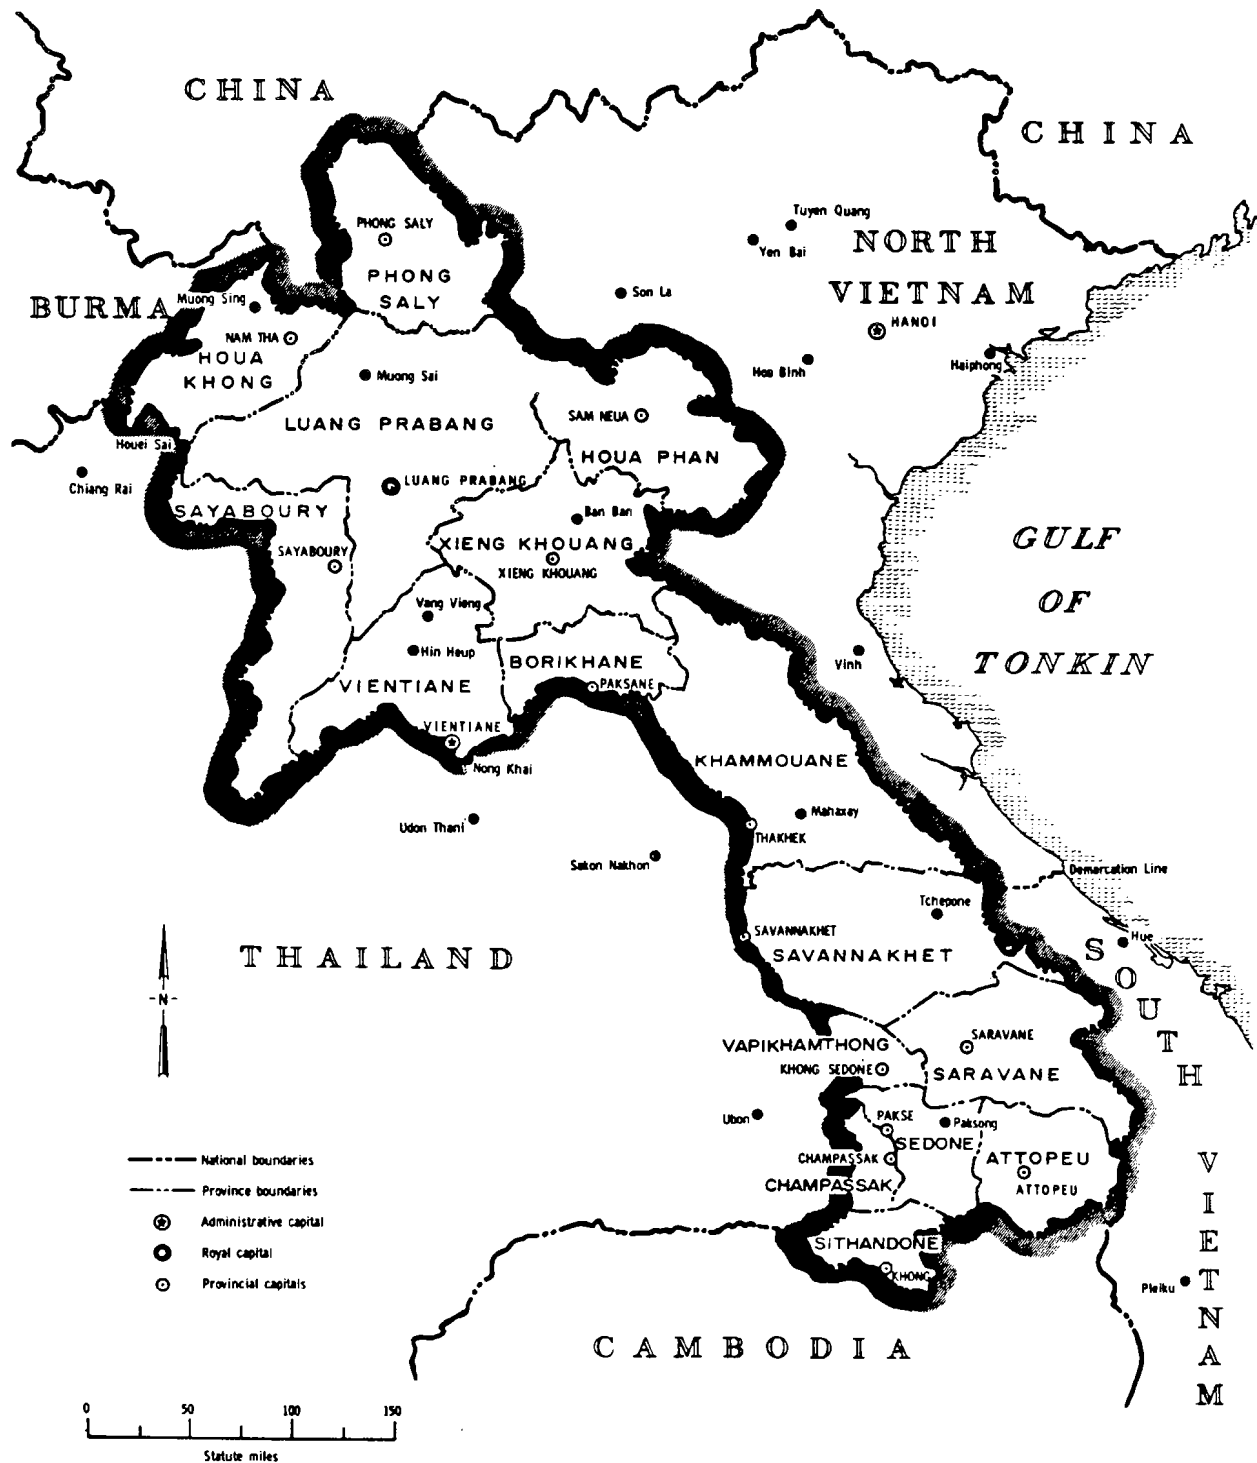 CHINA
CHINA
PHONG SALY
PHONG
SALY
Tuyen Quang
Yen Bai
NORTH
VIETNAM
BURMA
Muong Sing
Son La
HANOI
NAM THA
HOUA
KHONG
Muong Sai
Hoa Binh
Haiphong
LUANG PRABANG
SAM NEUA
Houei Sai
HOUA PHAN
Chiang Rai
LUANG PRABANG
SAYABOURY
Ban Ban
GULF
OF
TONKIN
SAYABOURY
XIENG KHOUANG
XIENG KHOUANG
Vang Vieng
Hin Heup
BORIKHANE
Vinh
VIENTIANE
PAKSANE
VIENTIANE
Nong Khai
KHAMMOUANE
Mahaxay
Udon Thani
THAKHEK
Sakon Nakhon
Demarcation Line
Tchepone
SAVANNAKHET
SAVANNAKHET
Hue
THAILAND
SOUTH
VIETNAM
-N-
VAPIKHAMTHONG
SARAVANE
KHONG SEDONE
SARAVANE
Ubon
PAKSE
Paksong
SEDONE
CHAMPASSAK
CHAMPASSAK
ATTOPEU
ATTOPEU
National boundaries
Province boundaries
Administrative capital
Royal capital
Provincial capitals
SITHANDONE
KHONG
Pleiku
CAMBODIA
0 50 100 150
Statute miles